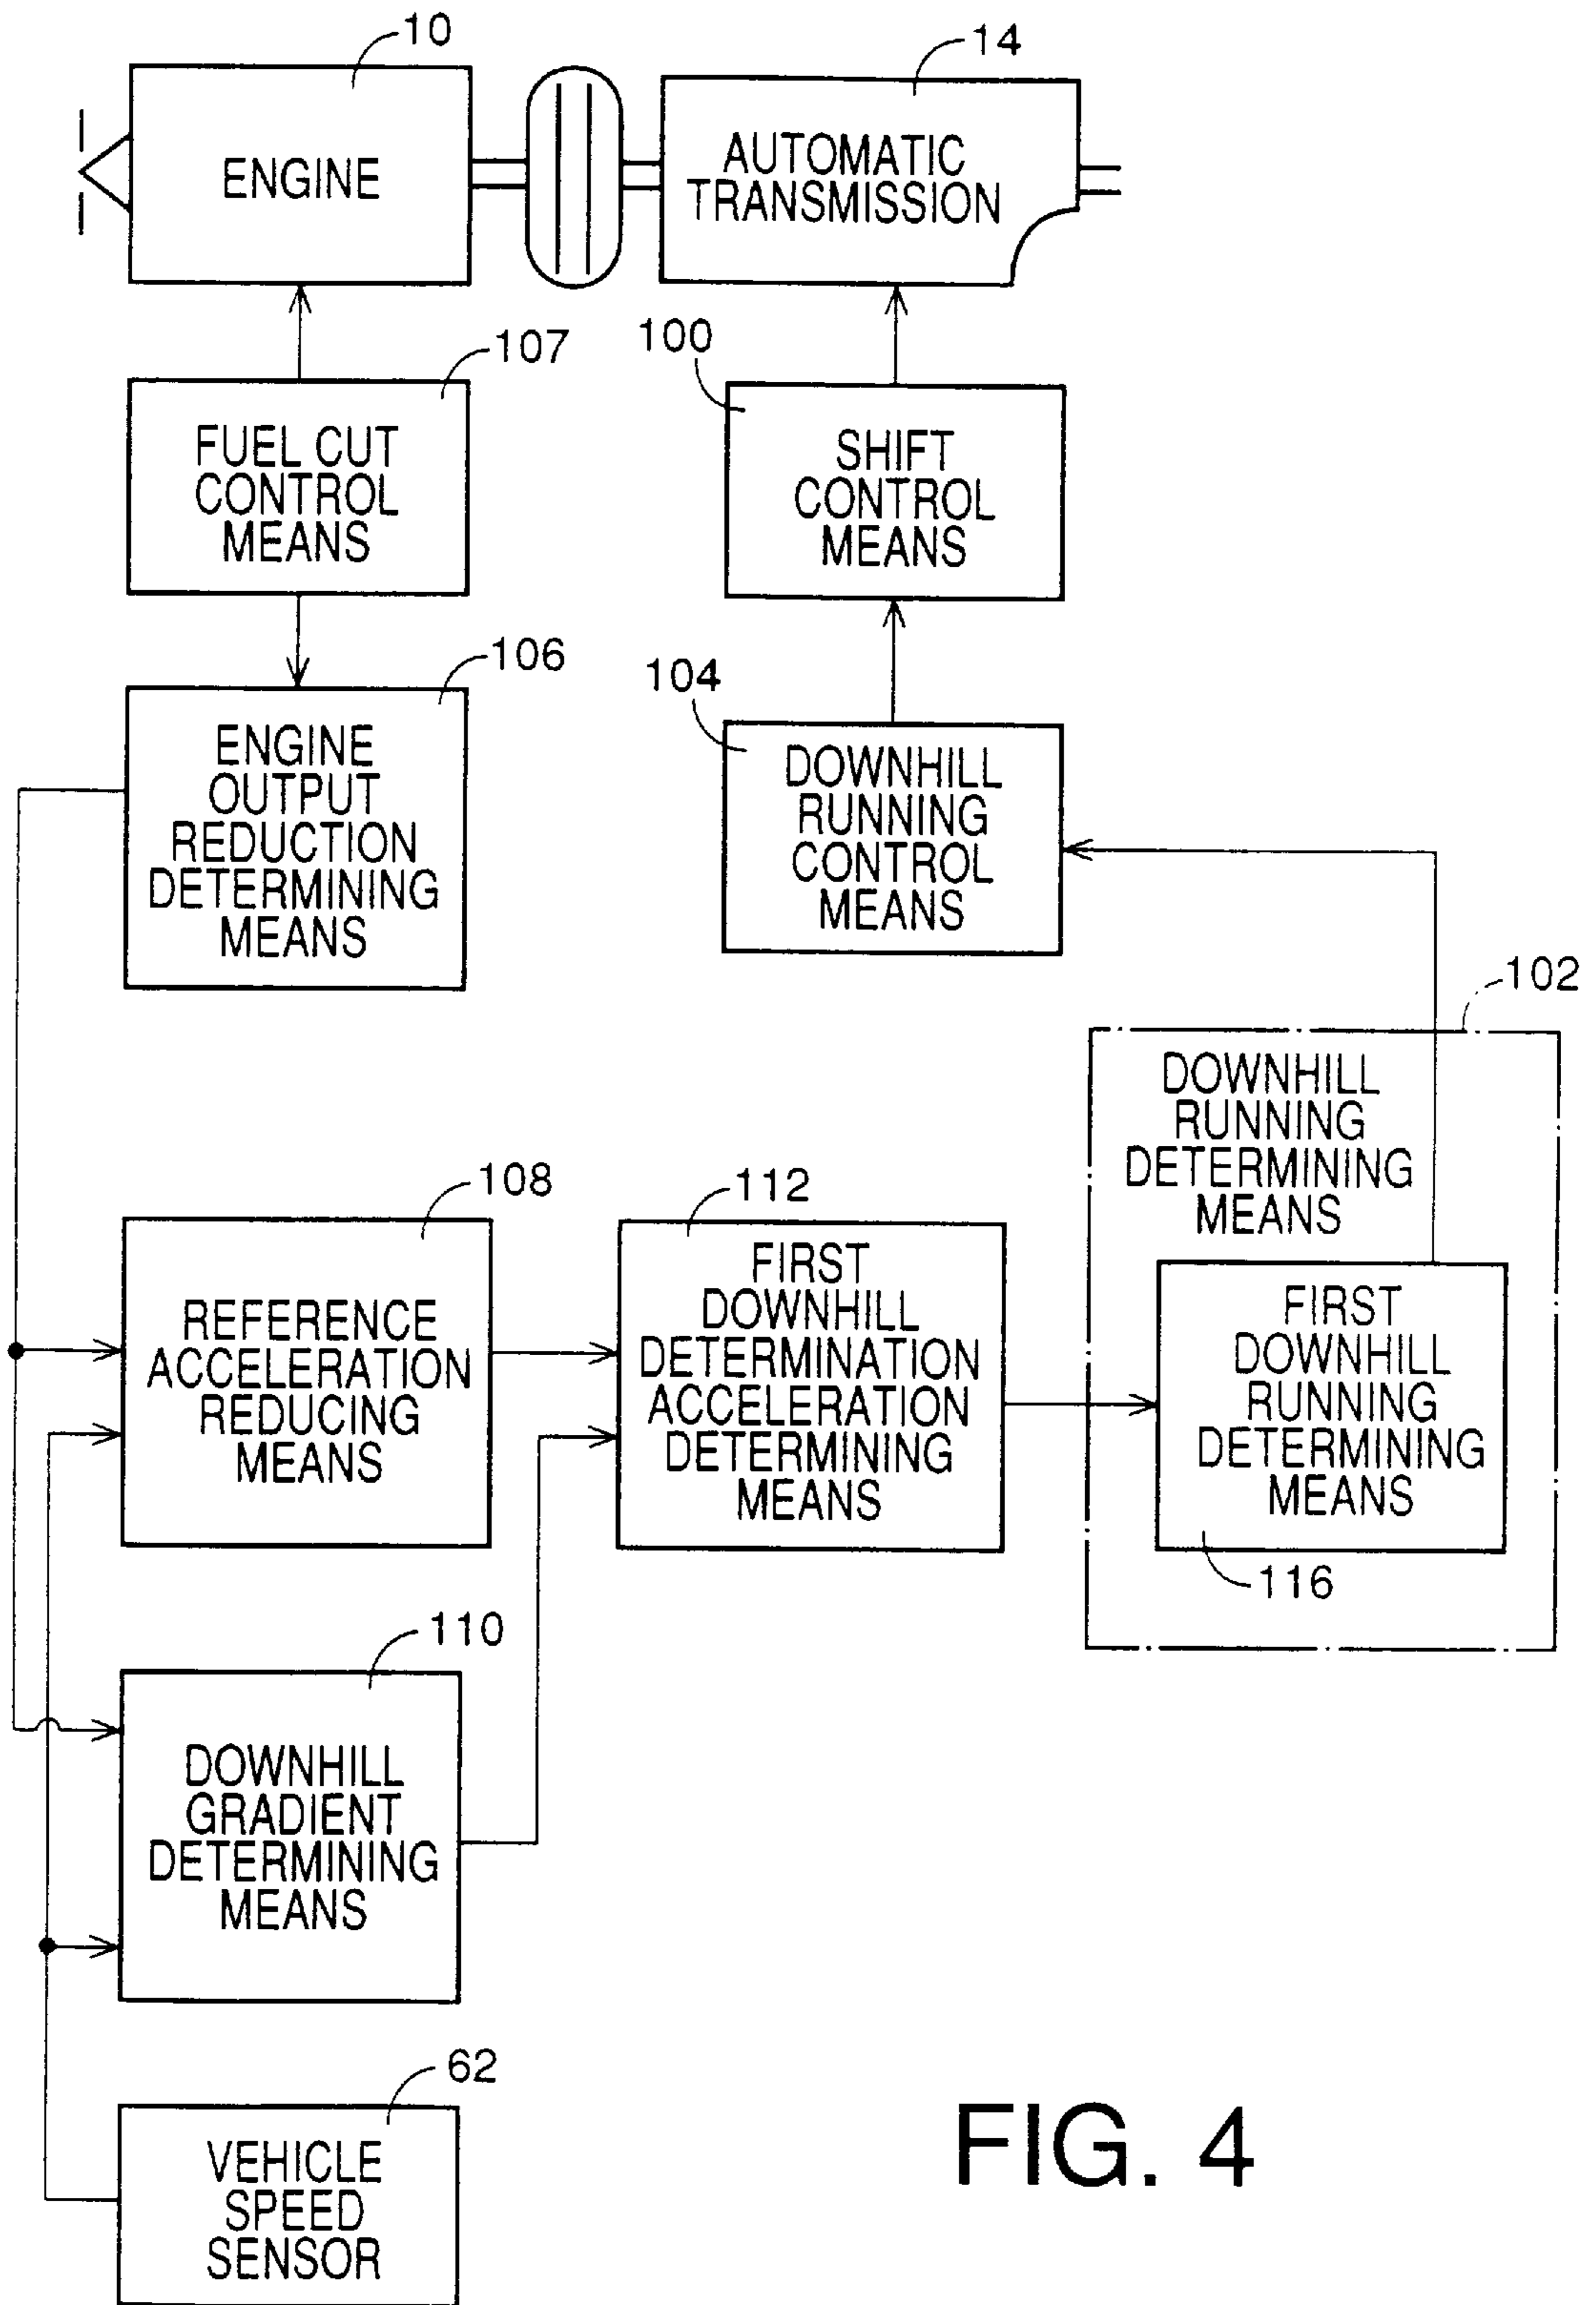 10
14
ENGINE
AUTOMATIC
TRANSMISSION
107
100
FUEL CUT
CONTROL
MEANS
SHIFT
CONTROL
MEANS
106
104
ENGINE
OUTPUT
REDUCTION
DETERMINING
MEANS
DOWNHILL
RUNNING
CONTROL
MEANS
102
DOWNHILL
RUNNING
DETERMINING
MEANS
108
112
REFERENCE
ACCELERATION
REDUCING
MEANS
FIRST
DOWNHILL
DETERMINATION
ACCELERATION
DETERMINING
MEANS
FIRST
DOWNHILL
RUNNING
DETERMINING
MEANS
116
110
DOWNHILL
GRADIENT
DETERMINING
MEANS
62
VEHICLE
SPEED
SENSOR
FIG. 4